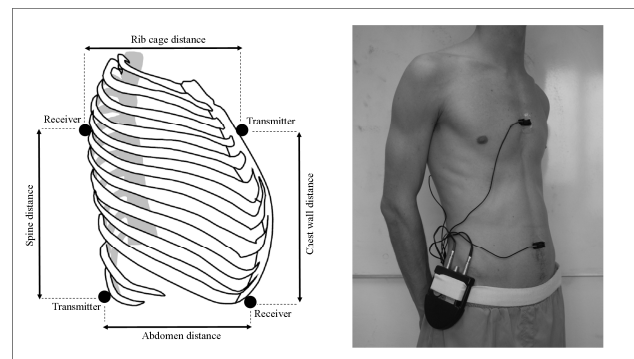 Rib cage distance
Receiver
Transmitter
Spine distance
Chest wall distance
Transmitter
Receiver
Abdomen distance